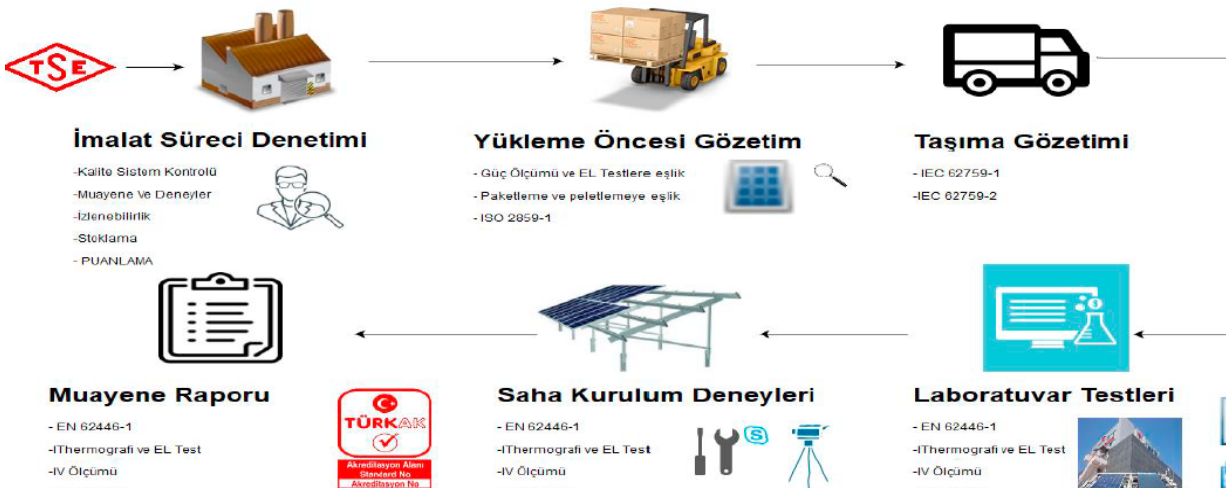 TSE
İmalat Süreci Denetimi
-Kalite Sistem Kontrolü
-Muayene Ve Deneyler
-İzlenebilirlik
-Stoklama
- PUANLAMA
Yükleme Öncesi Gözetim
- Güç Ölçümü ve EL Testlere eşlik
- Paketleme ve peletlemeye eşlik
- ISO 2859-1
Taşıma Gözetimi
- IEC 62759-1
-IEC 62759-2
Muayene Raporu
- EN 62446-1
-IThermografi ve EL Test
-IV Ölçümü
TÜRKAK
Akreditasyon Alanı
Standard No
Akreditasyon No
Saha Kurulum Deneyleri
- EN 62446-1
-IThermografi ve EL Test
-IV Ölçümü
S
Laboratuvar Testleri
- EN 62446-1
-IThermografi ve EL Test
-IV Ölçümü